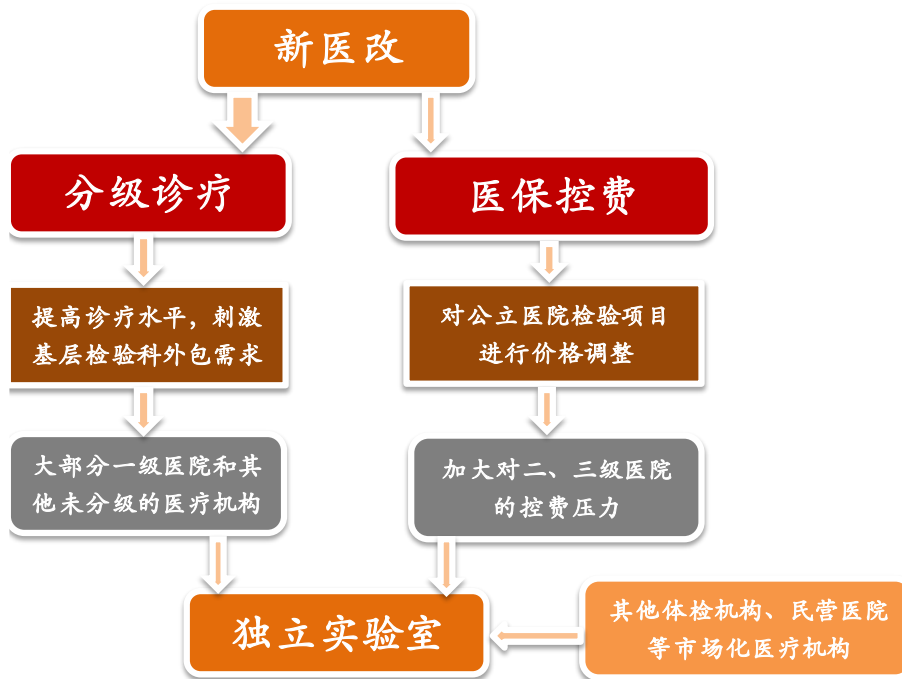 新医改
分级诊疗
医保控费
提高诊疗水平，刺激
基层检验科外包需求
对公立医院检验项目
进行价格调整
大部分一级医院和其
他未分级的医疗机构
加大对二、三级医院
的控费压力
独立实验室
其他体检机构、民营医院
等市场化医疗机构